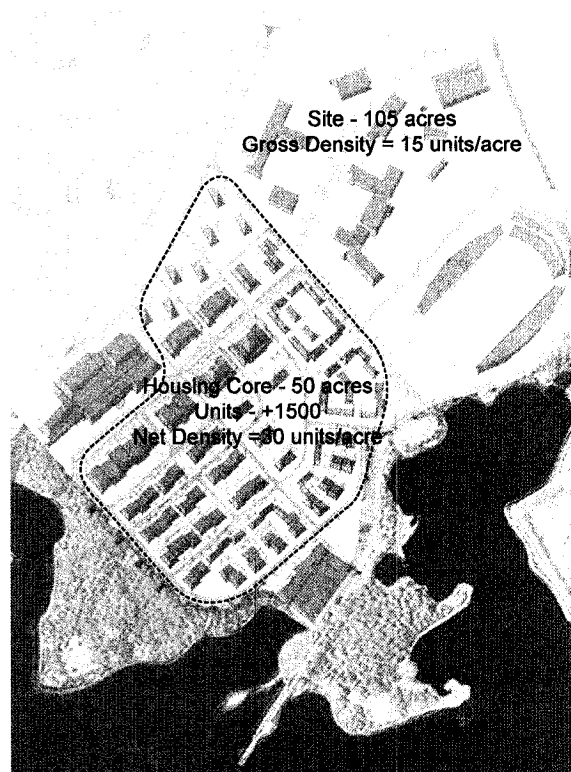 Site - 105 acres
Gross Density = 15 units/acre
Housing Core - 50 acres
Units - +1500
Net Density =30 units/acre